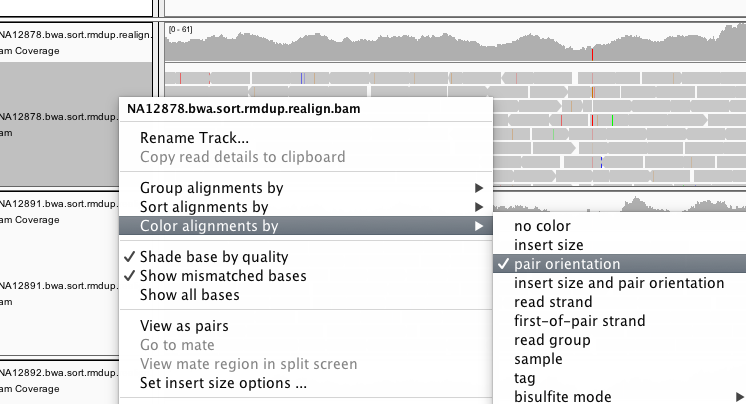 NA12878.bwa.sort.rmdup.realign.
am Coverage
[0 - 61]
NA12878.bwa.sort.rmdup.
am
NA12878.bwa.sort.rmdup.realign.bam
Rename Track...
Copy read details to clipboard
Group alignments by
Sort alignments by
Color alignments by
Shade base by quality
Show mismatched bases
Show all bases
View as pairs
Go to mate
View mate region in split screen
Set insert size options ...
no color
insert size
pair orientation
insert size and pair orientation
read strand
first-of-pair strand
read group
sample
tag
bisulfite mode
NA12891.bwa.sort.rmdup.
am Coverage
NA12891.bwa.sort.rmdup.
am
NA12892.bwa.sort.rmdup.
am Coverage